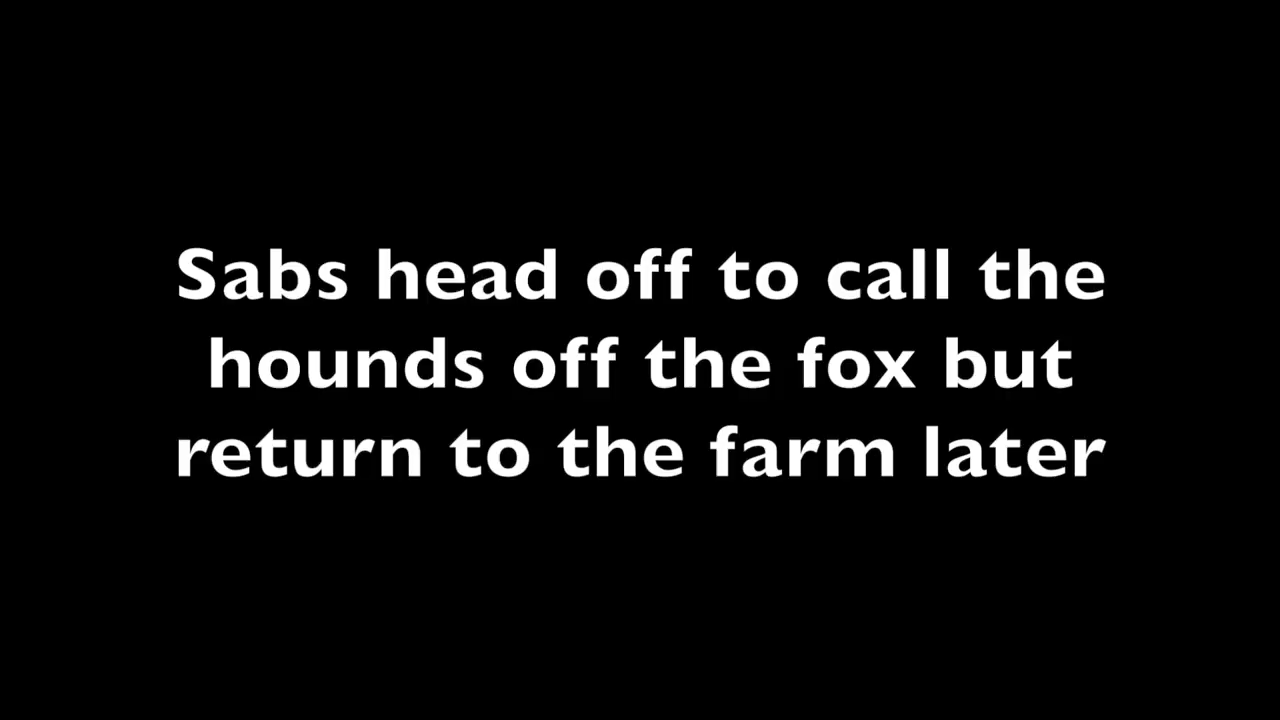 Sabs head off to call the
hounds off the fox but
return to the farm later